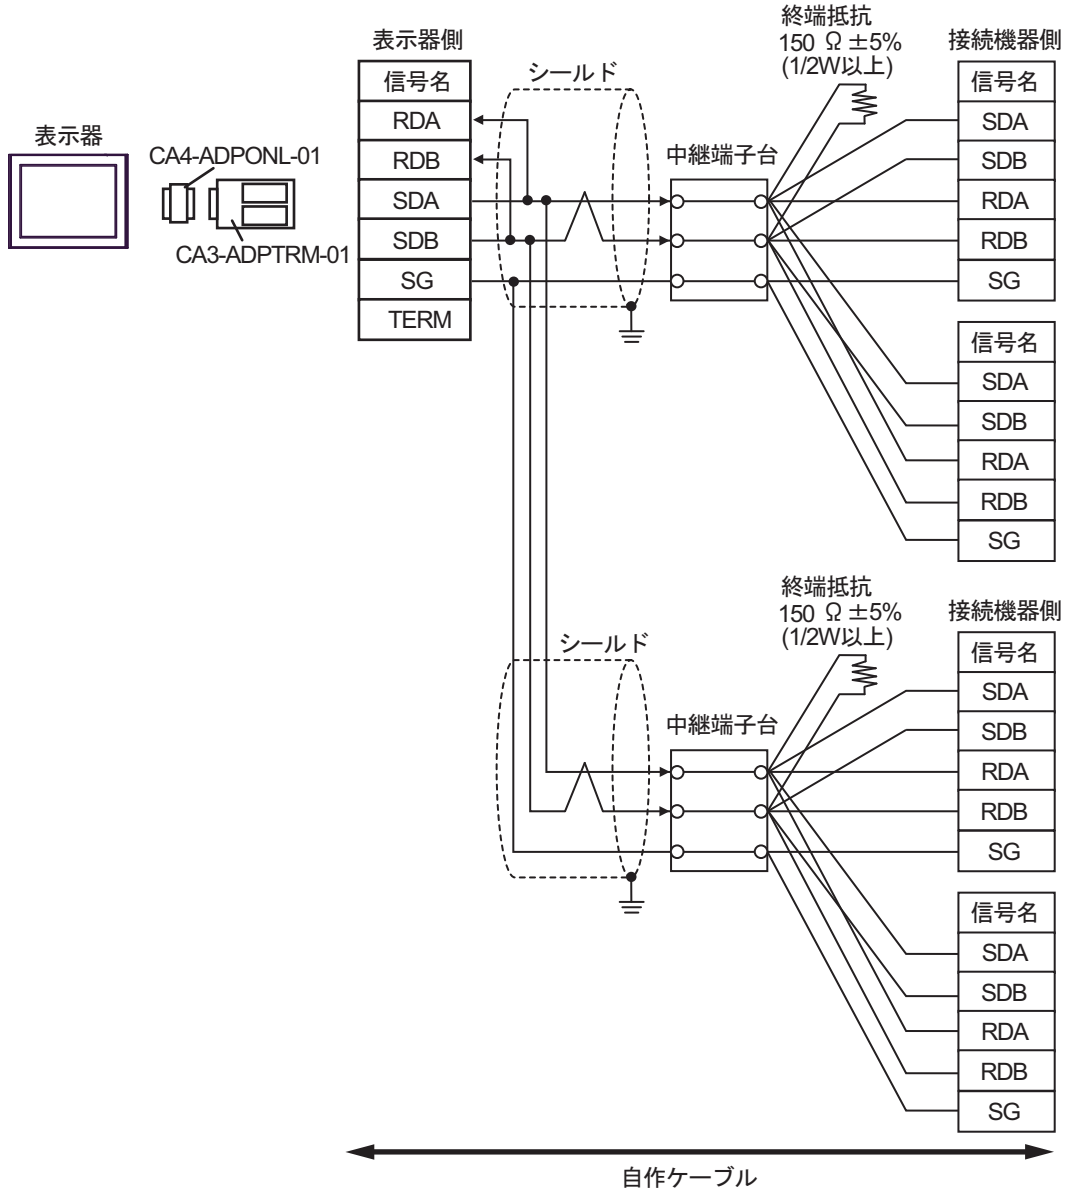 表示器
CA4-ADPONL-01
CA3-ADPTRM-01
表示器側
信号名
RDA
RDB
SDA
SDB
SG
TERM
シールド
中継端子台
終端抵抗
150 Ω ±5%
(1/2W以上)
接続機器側
信号名
SDA
SDB
RDA
RDB
SG
信号名
SDA
SDB
RDA
RDB
SG
シールド
中継端子台
終端抵抗
150 Ω ±5%
(1/2W以上)
接続機器側
信号名
SDA
SDB
RDA
RDB
SG
信号名
SDA
SDB
RDA
RDB
SG
自作ケーブル